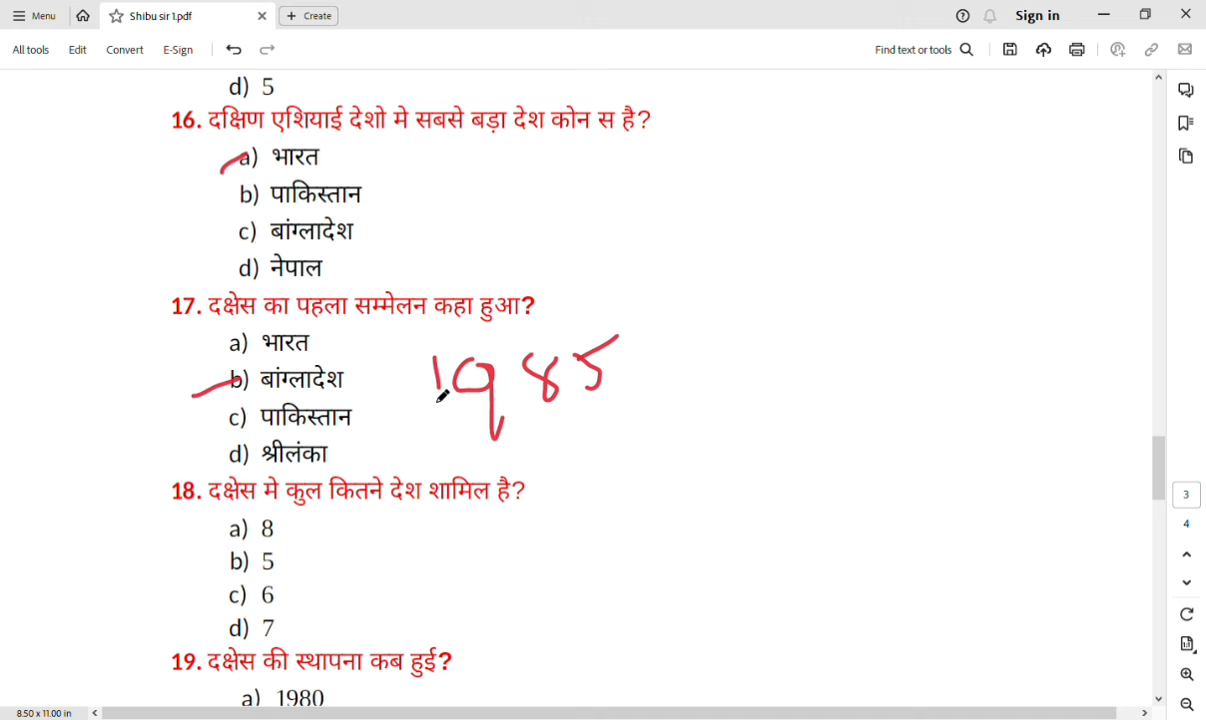 Menu Shibu sir 1.pdf Create Sign in
All tools Edit Convert E-Sign Find text or tools
d) 5
16. दक्षिण एशियाई देशो मे सबसे बड़ा देश कोन स है?
a) भारत
b) पाकिस्तान
c) बांग्लादेश
d) नेपाल
17. दक्षेस का पहला सम्मेलन कहा हुआ?
a) भारत
b) बांग्लादेश 1985
c) पाकिस्तान
d) श्रीलंका
18. दक्षेस मे कुल कितने देश शामिल है?
a) 8
b) 5
c) 6
d) 7
19. दक्षेस की स्थापना कब हुई?
a) 1980
3
4
8.50 x 11.00 in